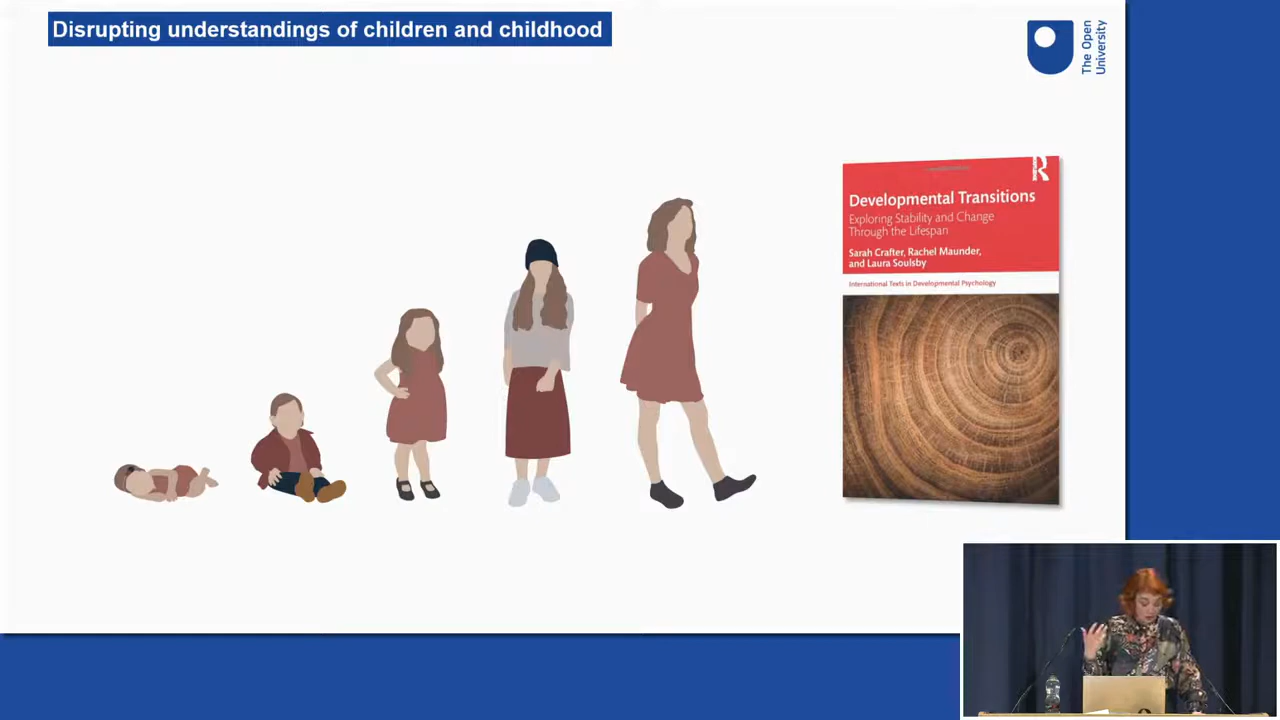 Disrupting understandings of children and childhood
The Open
University
Developmental Transitions
Exploring Stability and Change
Through the Lifespan
Sarah Crafter, Rachel Maunder,
and Laura Soulsby
International Texts in Developmental Psychology